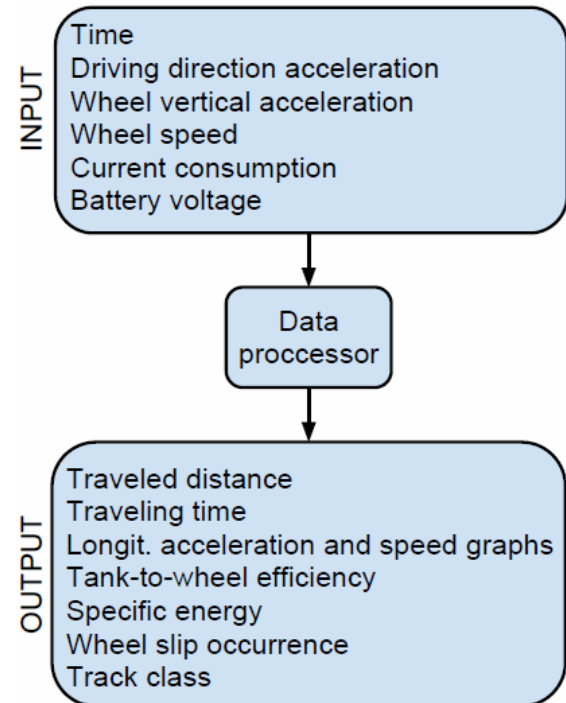 INPUT
Time
Driving direction acceleration
Wheel vertical acceleration
Wheel speed
Current consumption
Battery voltage
Data
proccessor
OUTPUT
Traveled distance
Traveling time
Longit. acceleration and speed graphs
Tank-to-wheel efficiency
Specific energy
Wheel slip occurrence
Track class